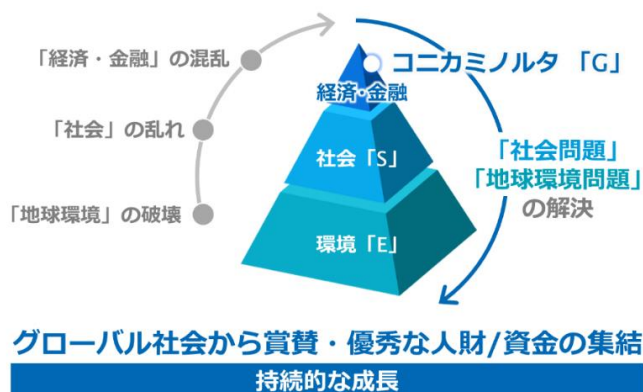 「経済・金融」の混乱
「社会」の乱れ
「地球環境」の破壊
コニカミノルタ 「G」
経済・金融
社会「S」
環境「E」
「社会問題」
「地球環境問題」
の解決
グローバル社会から賞賛・優秀な人財/資金の集結
持続的な成長